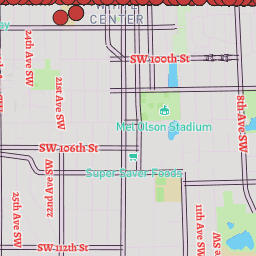 CENTER
SW 100th St
24th Ave SW
21st Ave SW
8th Ave SW
Met Olson Stadium
SW 106th St
Super Saver Foods
25th Ave SW
22nd Ave SW
11th Ave SW
SW 112th St